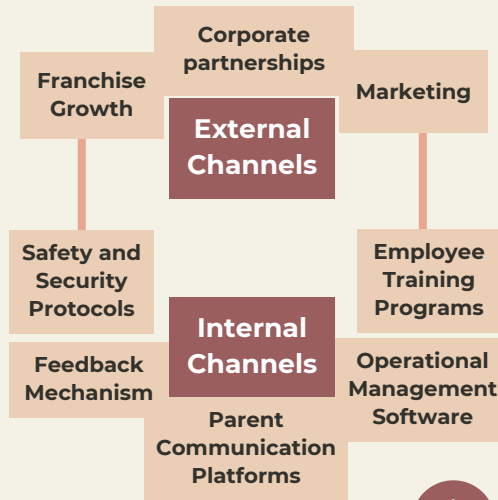 Corporate
partnerships
Franchise
Growth
Marketing
External
Channels
Safety and
Security
Protocols
Employee
Training
Programs
Internal
Channels
Feedback
Mechanism
Operational
Management
Software
Parent
Communication
Platforms